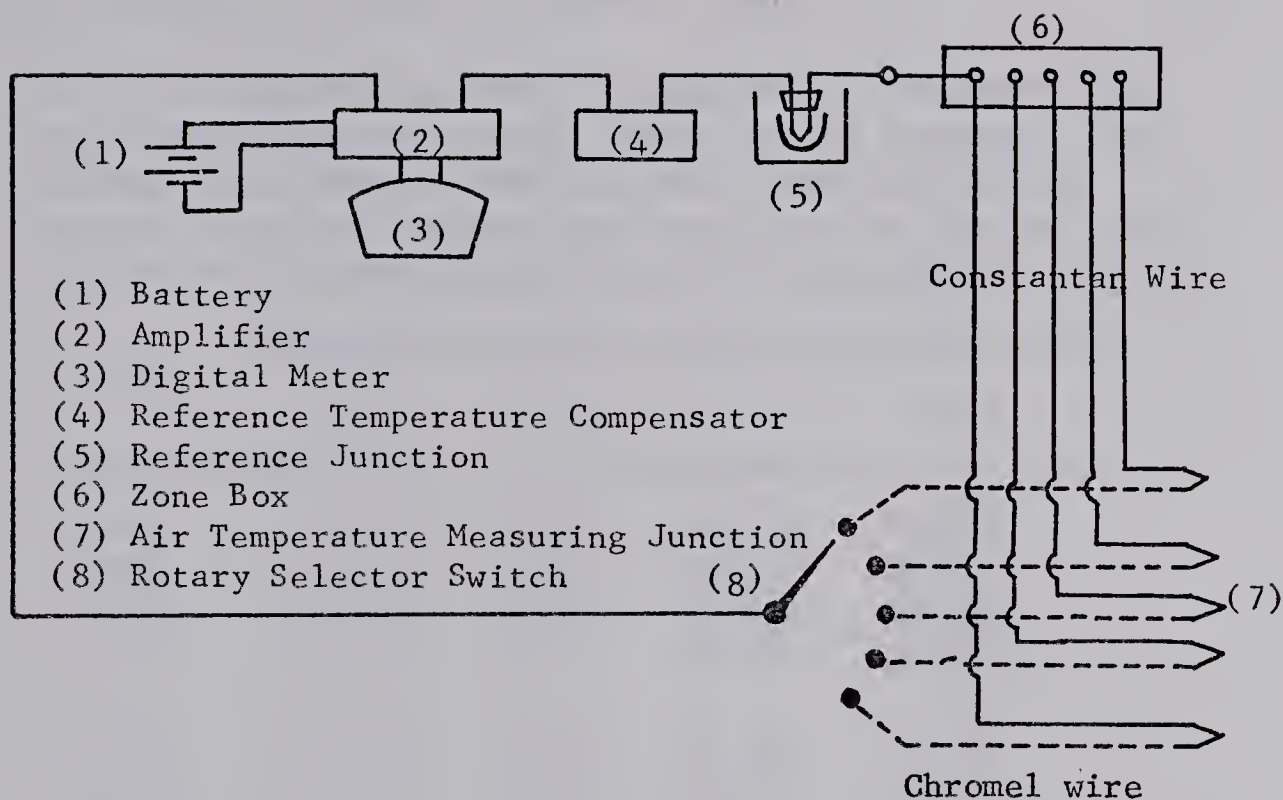 (6)
(1)
(2)
(4)
(5)
(3)
Constantan Wire
(1) Battery
(2) Amplifier
(3) Digital Meter
(4) Reference Temperature Compensator
(5) Reference Junction
(6) Zone Box
(7) Air Temperature Measuring Junction
(8) Rotary Selector Switch
(8)
(7)
Chromel wire